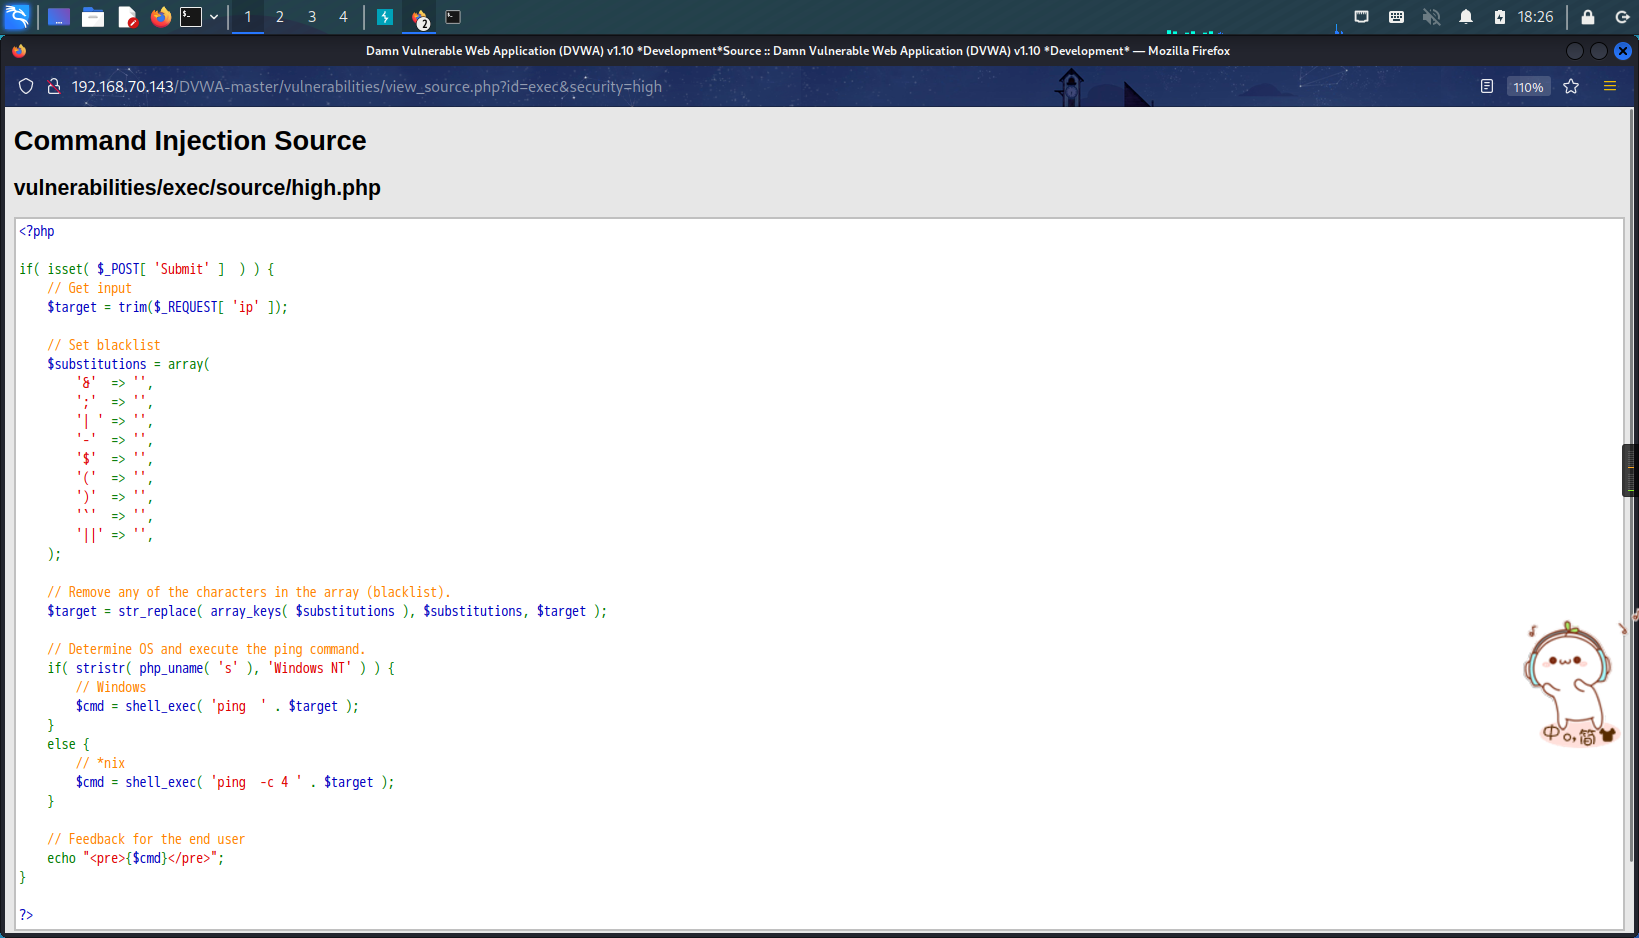 1 2 3 4 2 18:26
Damn Vulnerable Web Application (DVWA) v1.10 *Development*Source :: Damn Vulnerable Web Application (DVWA) v1.10 *Development* — Mozilla Firefox
192.168.70.143/DVWA-master/vulnerabilities/view_source.php?id=exec&security=high 110%
Command Injection Source
vulnerabilities/exec/source/high.php
<?php
if( isset( $_POST[ 'Submit' ]  ) ) {
    // Get input
    $target = trim($_REQUEST[ 'ip' ]);
    // Set blacklist
    $substitutions = array(
        '&'  => '',
        ';'  => '',
        '| ' => '',
        '-'  => '',
        '$'  => '',
        '('  => '',
        ')'  => '',
        '`'  => '',
        '||' => '',
    );
    // Remove any of the characters in the array (blacklist).
    $target = str_replace( array_keys( $substitutions ), $substitutions, $target );
    // Determine OS and execute the ping command.
    if( stristr( php_uname( 's' ), 'Windows NT' ) ) {
        // Windows
        $cmd = shell_exec( 'ping  ' . $target );
    }
    else {
        // *nix
        $cmd = shell_exec( 'ping  -c 4 ' . $target );
    }
    // Feedback for the end user
    echo "<pre>{$cmd}</pre>";
}
?>
中o,简